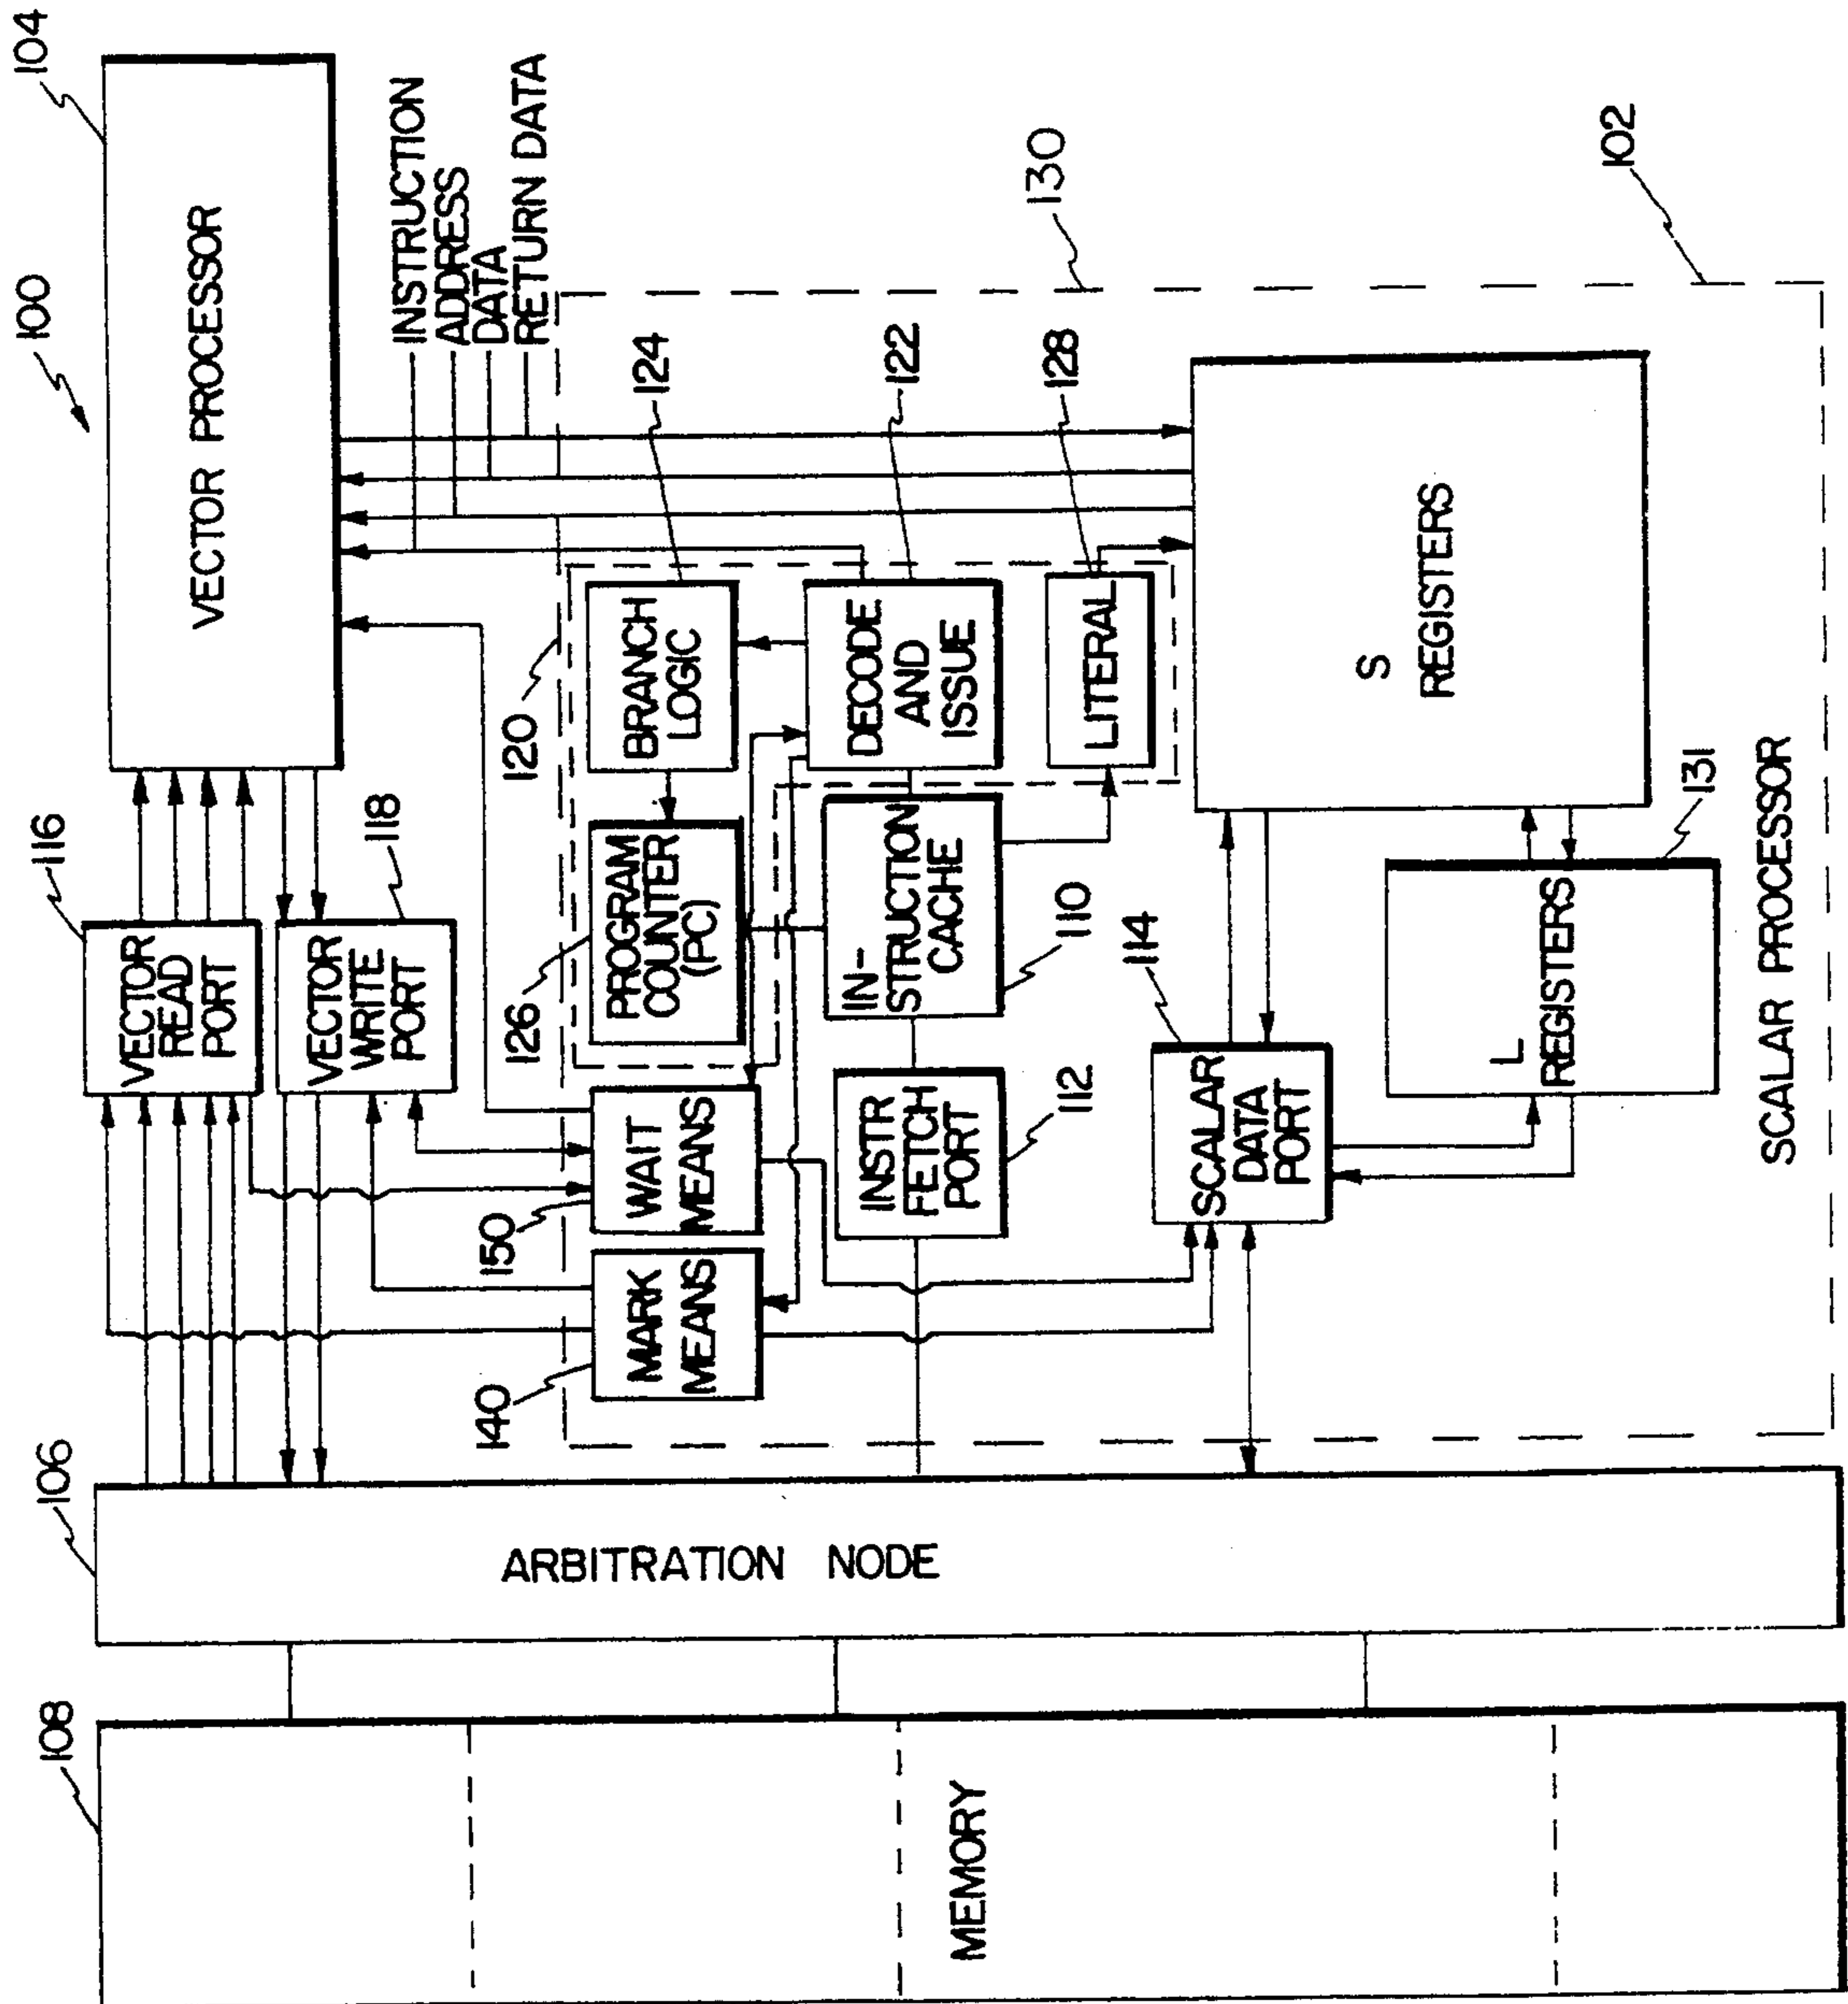 100
104
VECTOR PROCESSOR
INSTRUCTION
ADDRESS
DATA
RETURN DATA
116
VECTOR
READ
PORT
118
VECTOR
WRITE
PORT
106
ARBITRATION NODE
108
MEMORY
120
124
BRANCH
LOGIC
126
PROGRAM
COUNTER
(PC)
122
DECODE
AND
ISSUE
128
LITERAL
130
102
150
WAIT
MEANS
140
MARK
MEANS
IN-
STRUCTION
CACHE
110
INSTR
FETCH
PORT
112
114
SCALAR
DATA
PORT
S
REGISTERS
131
L
REGISTERS
SCALAR PROCESSOR